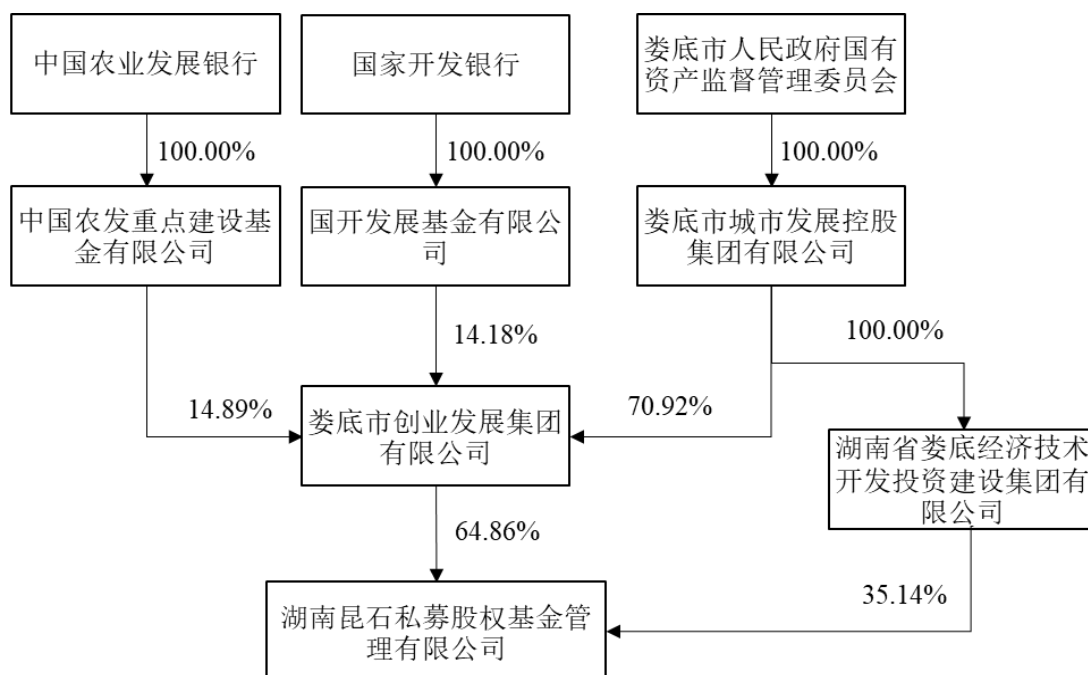 中国农业发展银行
国家开发银行
娄底市人民政府国有
资产监督管理委员会
100.00%
100.00%
100.00%
中国农发重点建设基
金有限公司
国开发展基金有限公
司
娄底市城市发展控股
集团有限公司
14.18%
100.00%
14.89%
娄底市创业发展集团
有限公司
70.92%
湖南省娄底经济技术
开发投资建设集团有
限公司
64.86%
35.14%
湖南昆石私募股权基金管
理有限公司